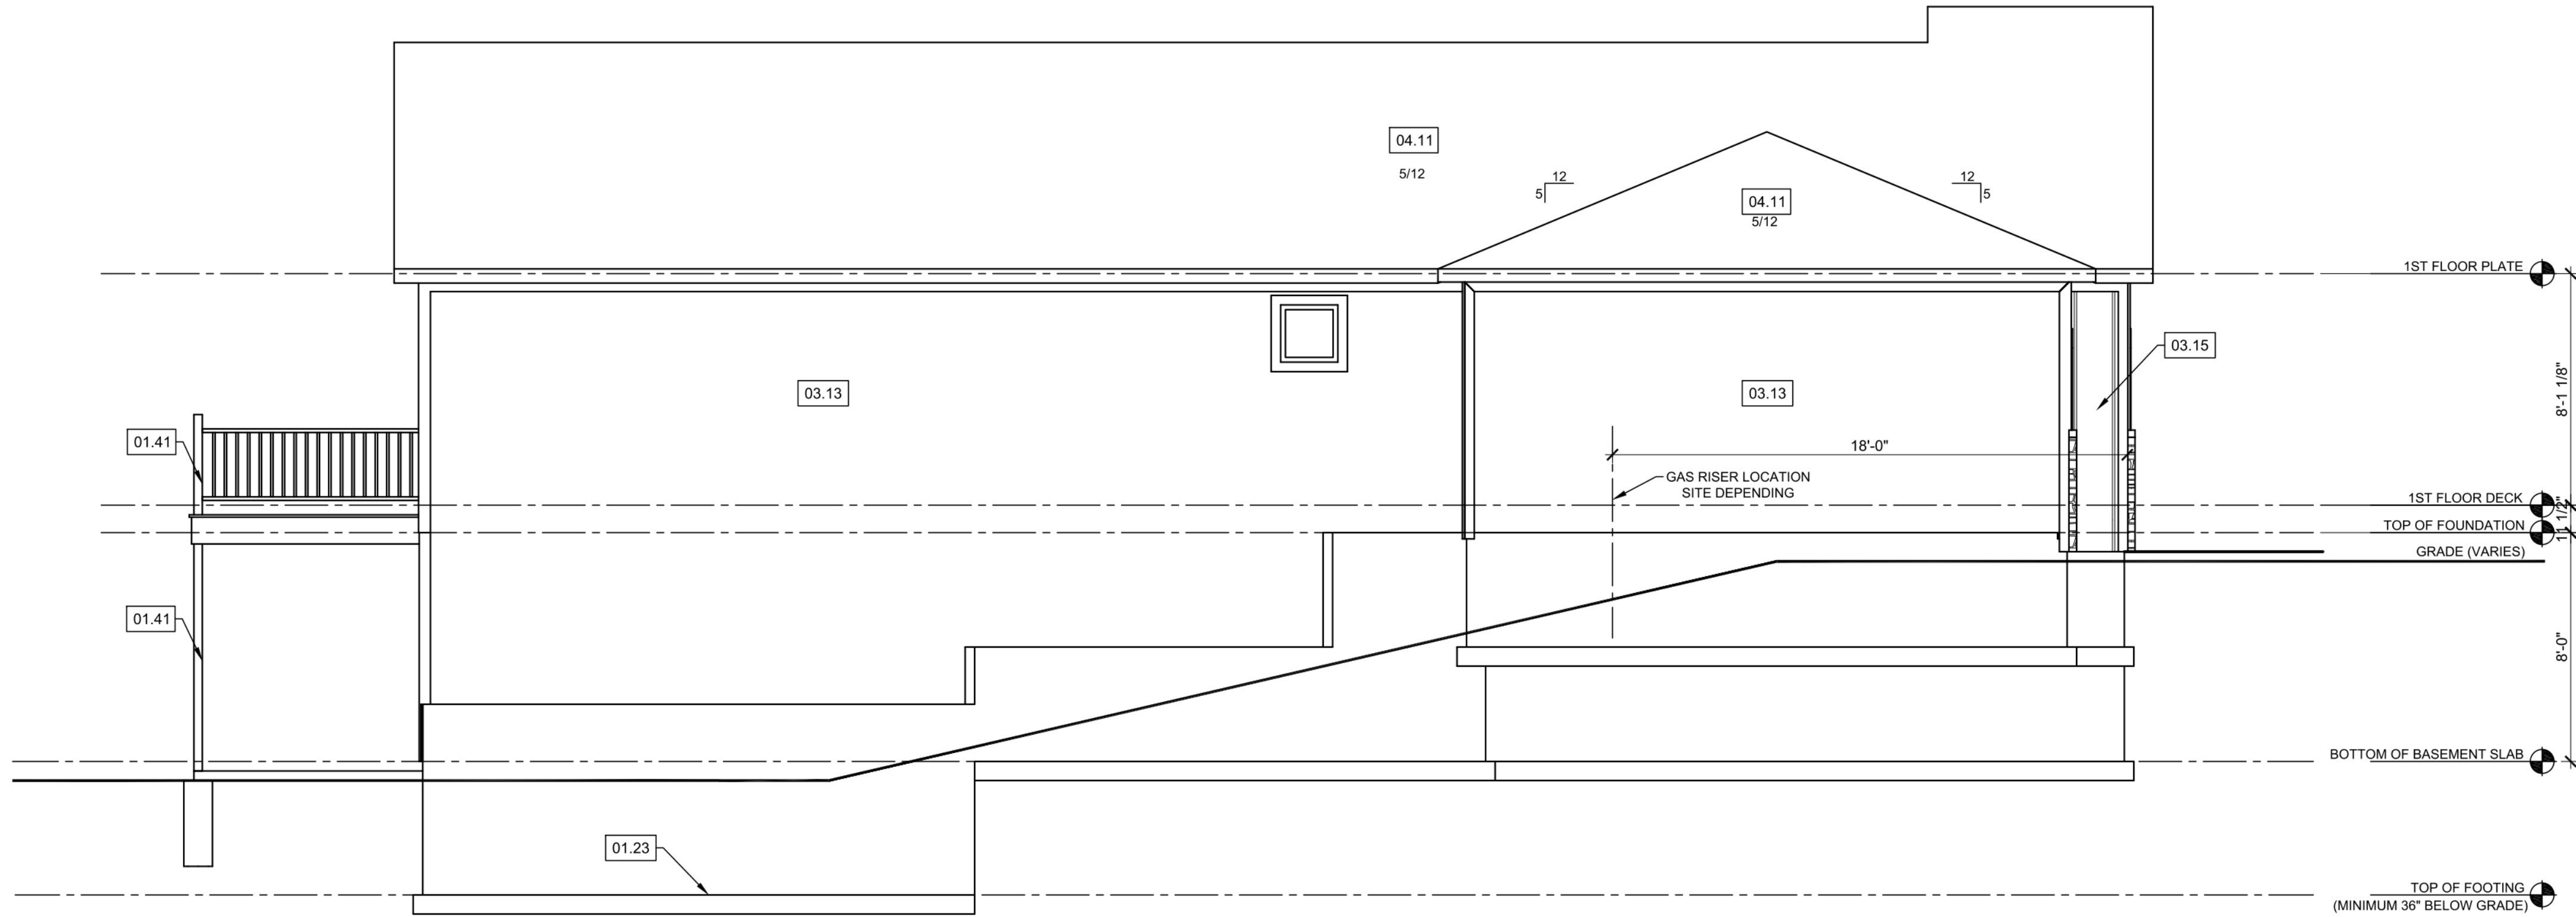 04.11
5/12
12
5
04.11
5/12
12
5
1ST FLOOR PLATE
03.15
03.13
03.13
8'-1 1/8"
01.41
18'-0"
GAS RISER LOCATION
SITE DEPENDING
1ST FLOOR DECK
11 1/2"
TOP OF FOUNDATION
GRADE (VARIES)
01.41
8'-0"
BOTTOM OF BASEMENT SLAB
01.23
TOP OF FOOTING
(MINIMUM 36" BELOW GRADE)